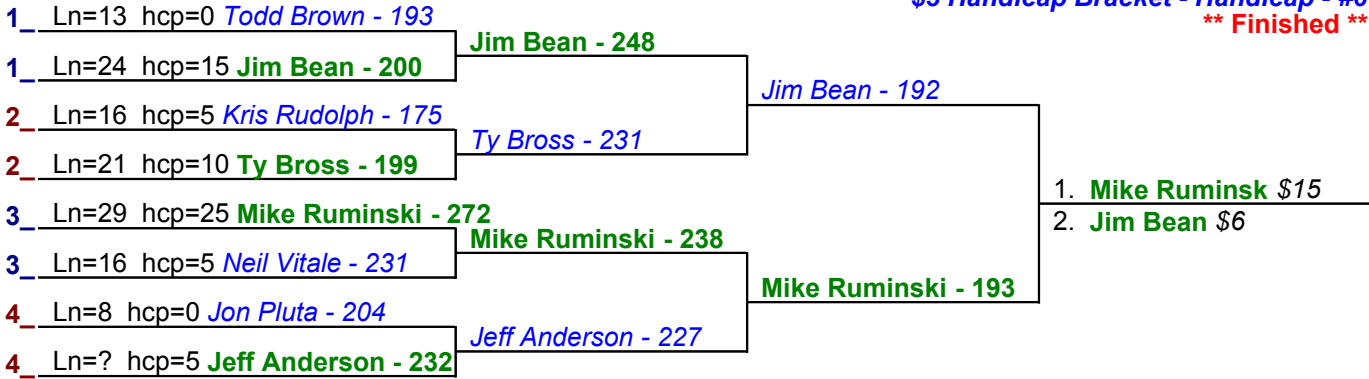 $5 Handicap Bracket - Handicap - #6
** Finished **
1_ Ln=13 hcp=0 Todd Brown - 193
Jim Bean - 248
1_ Ln=24 hcp=15 Jim Bean - 200
Jim Bean - 192
2_ Ln=16 hcp=5 Kris Rudolph - 175
Ty Bross - 231
2_ Ln=21 hcp=10 Ty Bross - 199
1. Mike Ruminsk $15
2. Jim Bean $6
3_ Ln=29 hcp=25 Mike Ruminski - 272
Mike Ruminski - 238
3_ Ln=16 hcp=5 Neil Vitale - 231
Mike Ruminski - 193
4_ Ln=8 hcp=0 Jon Pluta - 204
Jeff Anderson - 227
4_ Ln=? hcp=5 Jeff Anderson - 232